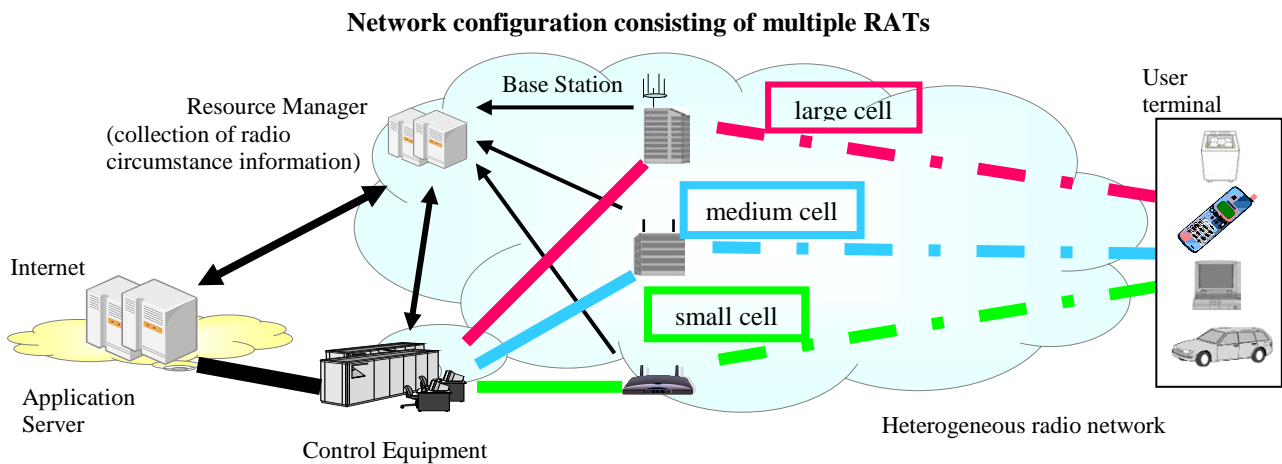 Network configuration consisting of multiple RATs
Base Station
Resource Manager
(collection of radio
circumstance information)
large cell
User
terminal
medium cell
Internet
small cell
Application
Server
Control Equipment
Heterogeneous radio network